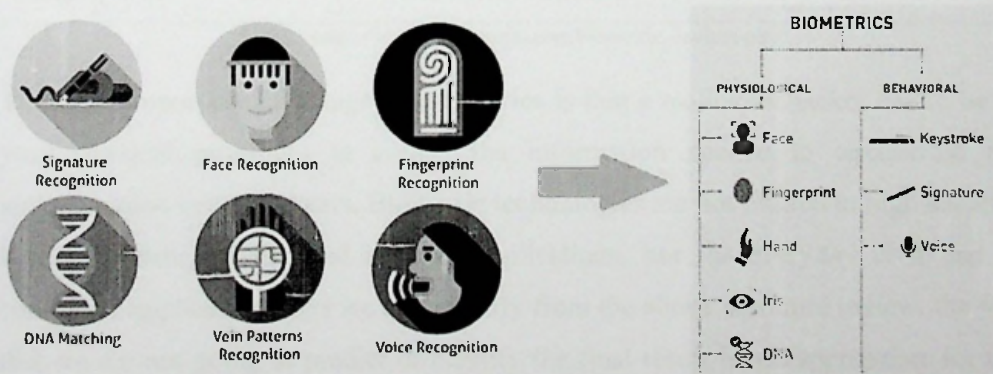 Signature
Recognition
Face Recognition
Fingerprint
Recognition
DNA Matching
Vein Patterns
Recognition
Voice Recognition
BIOMETRICS
PHYSIOLOGICAL
BEHAVIORAL
Face
Keystroke
Fingerprint
Signature
Hand
Voice
Iris
DNA